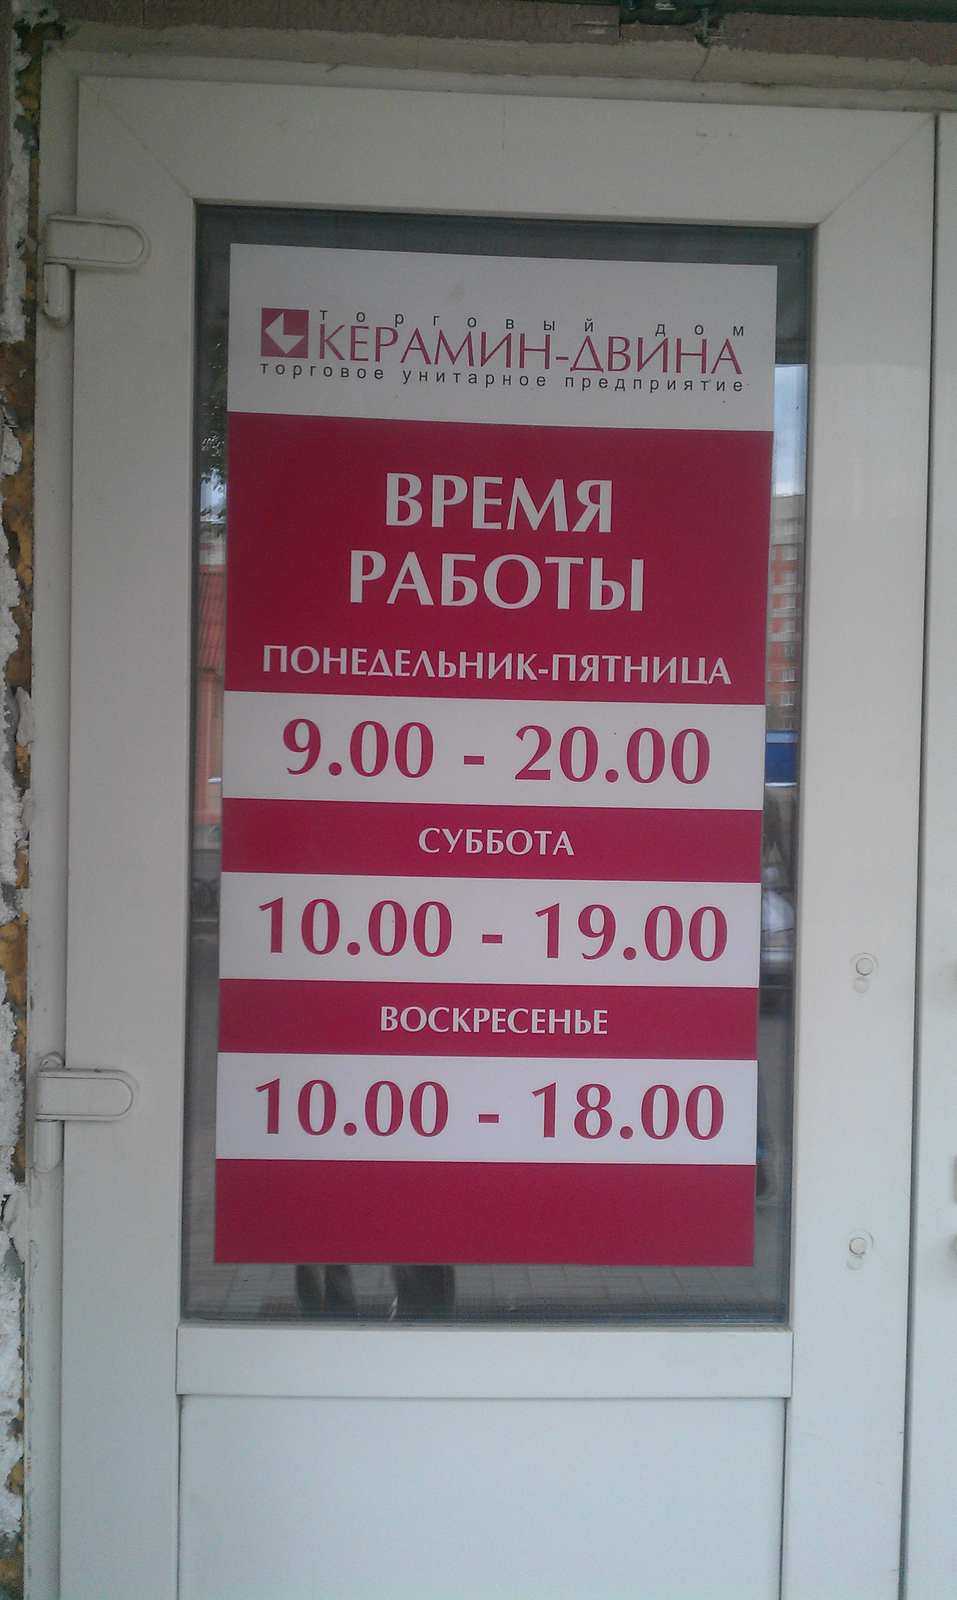 торговый дом
КЕРАМИН-ДВИНА
торговое унитарное предприятие
ВРЕМЯ
РАБОТЫ
ПОНЕДЕЛЬНИК-ПЯТНИЦА
9.00 - 20.00
СУББОТА
10.00 - 19.00
ВОСКРЕСЕНЬЕ
10.00 - 18.00